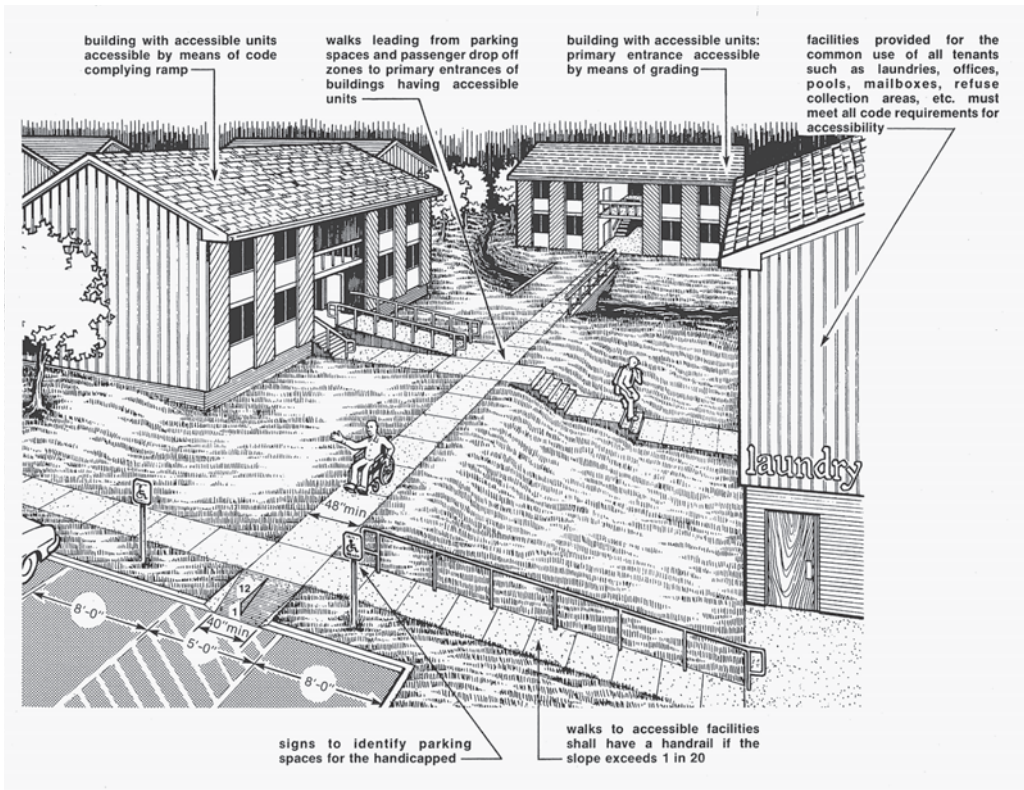 building with accessible units
accessible by means of code
complying ramp
walks leading from parking
spaces and passenger drop off
zones to primary entrances of
buildings having accessible
units
building with accessible units:
primary entrance accessible
by means of grading
facilities provided for the
common use of all tenants
such as laundries, offices,
pools, mailboxes, refuse
collection areas, etc. must
meet all code requirements for
accessibility
laundry
48"min
12
1
40"min
8'-0"
5'-0"
8'-0"
signs to identify parking
spaces for the handicapped
walks to accessible facilities
shall have a handrail if the
slope exceeds 1 in 20